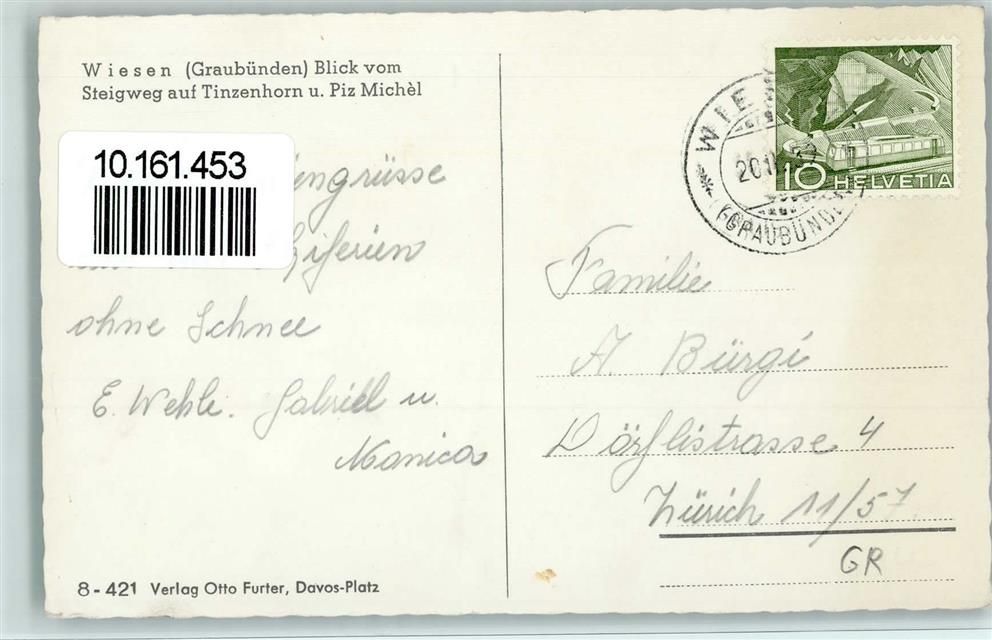 Wiesen (Graubünden) Blick vom
Steigweg auf Tinzenhorn u. Piz Michèl
10.161.453
ohne Schnee
E. Wehle. Gabriel u.
Monica
8-421 Verlag Otto Furter, Davos-Platz
10 HELVETIA
(GRAUBÜNDEN)
Familie
A. Bürgi
Dörflistrasse 4
Zürich 11/57
GR